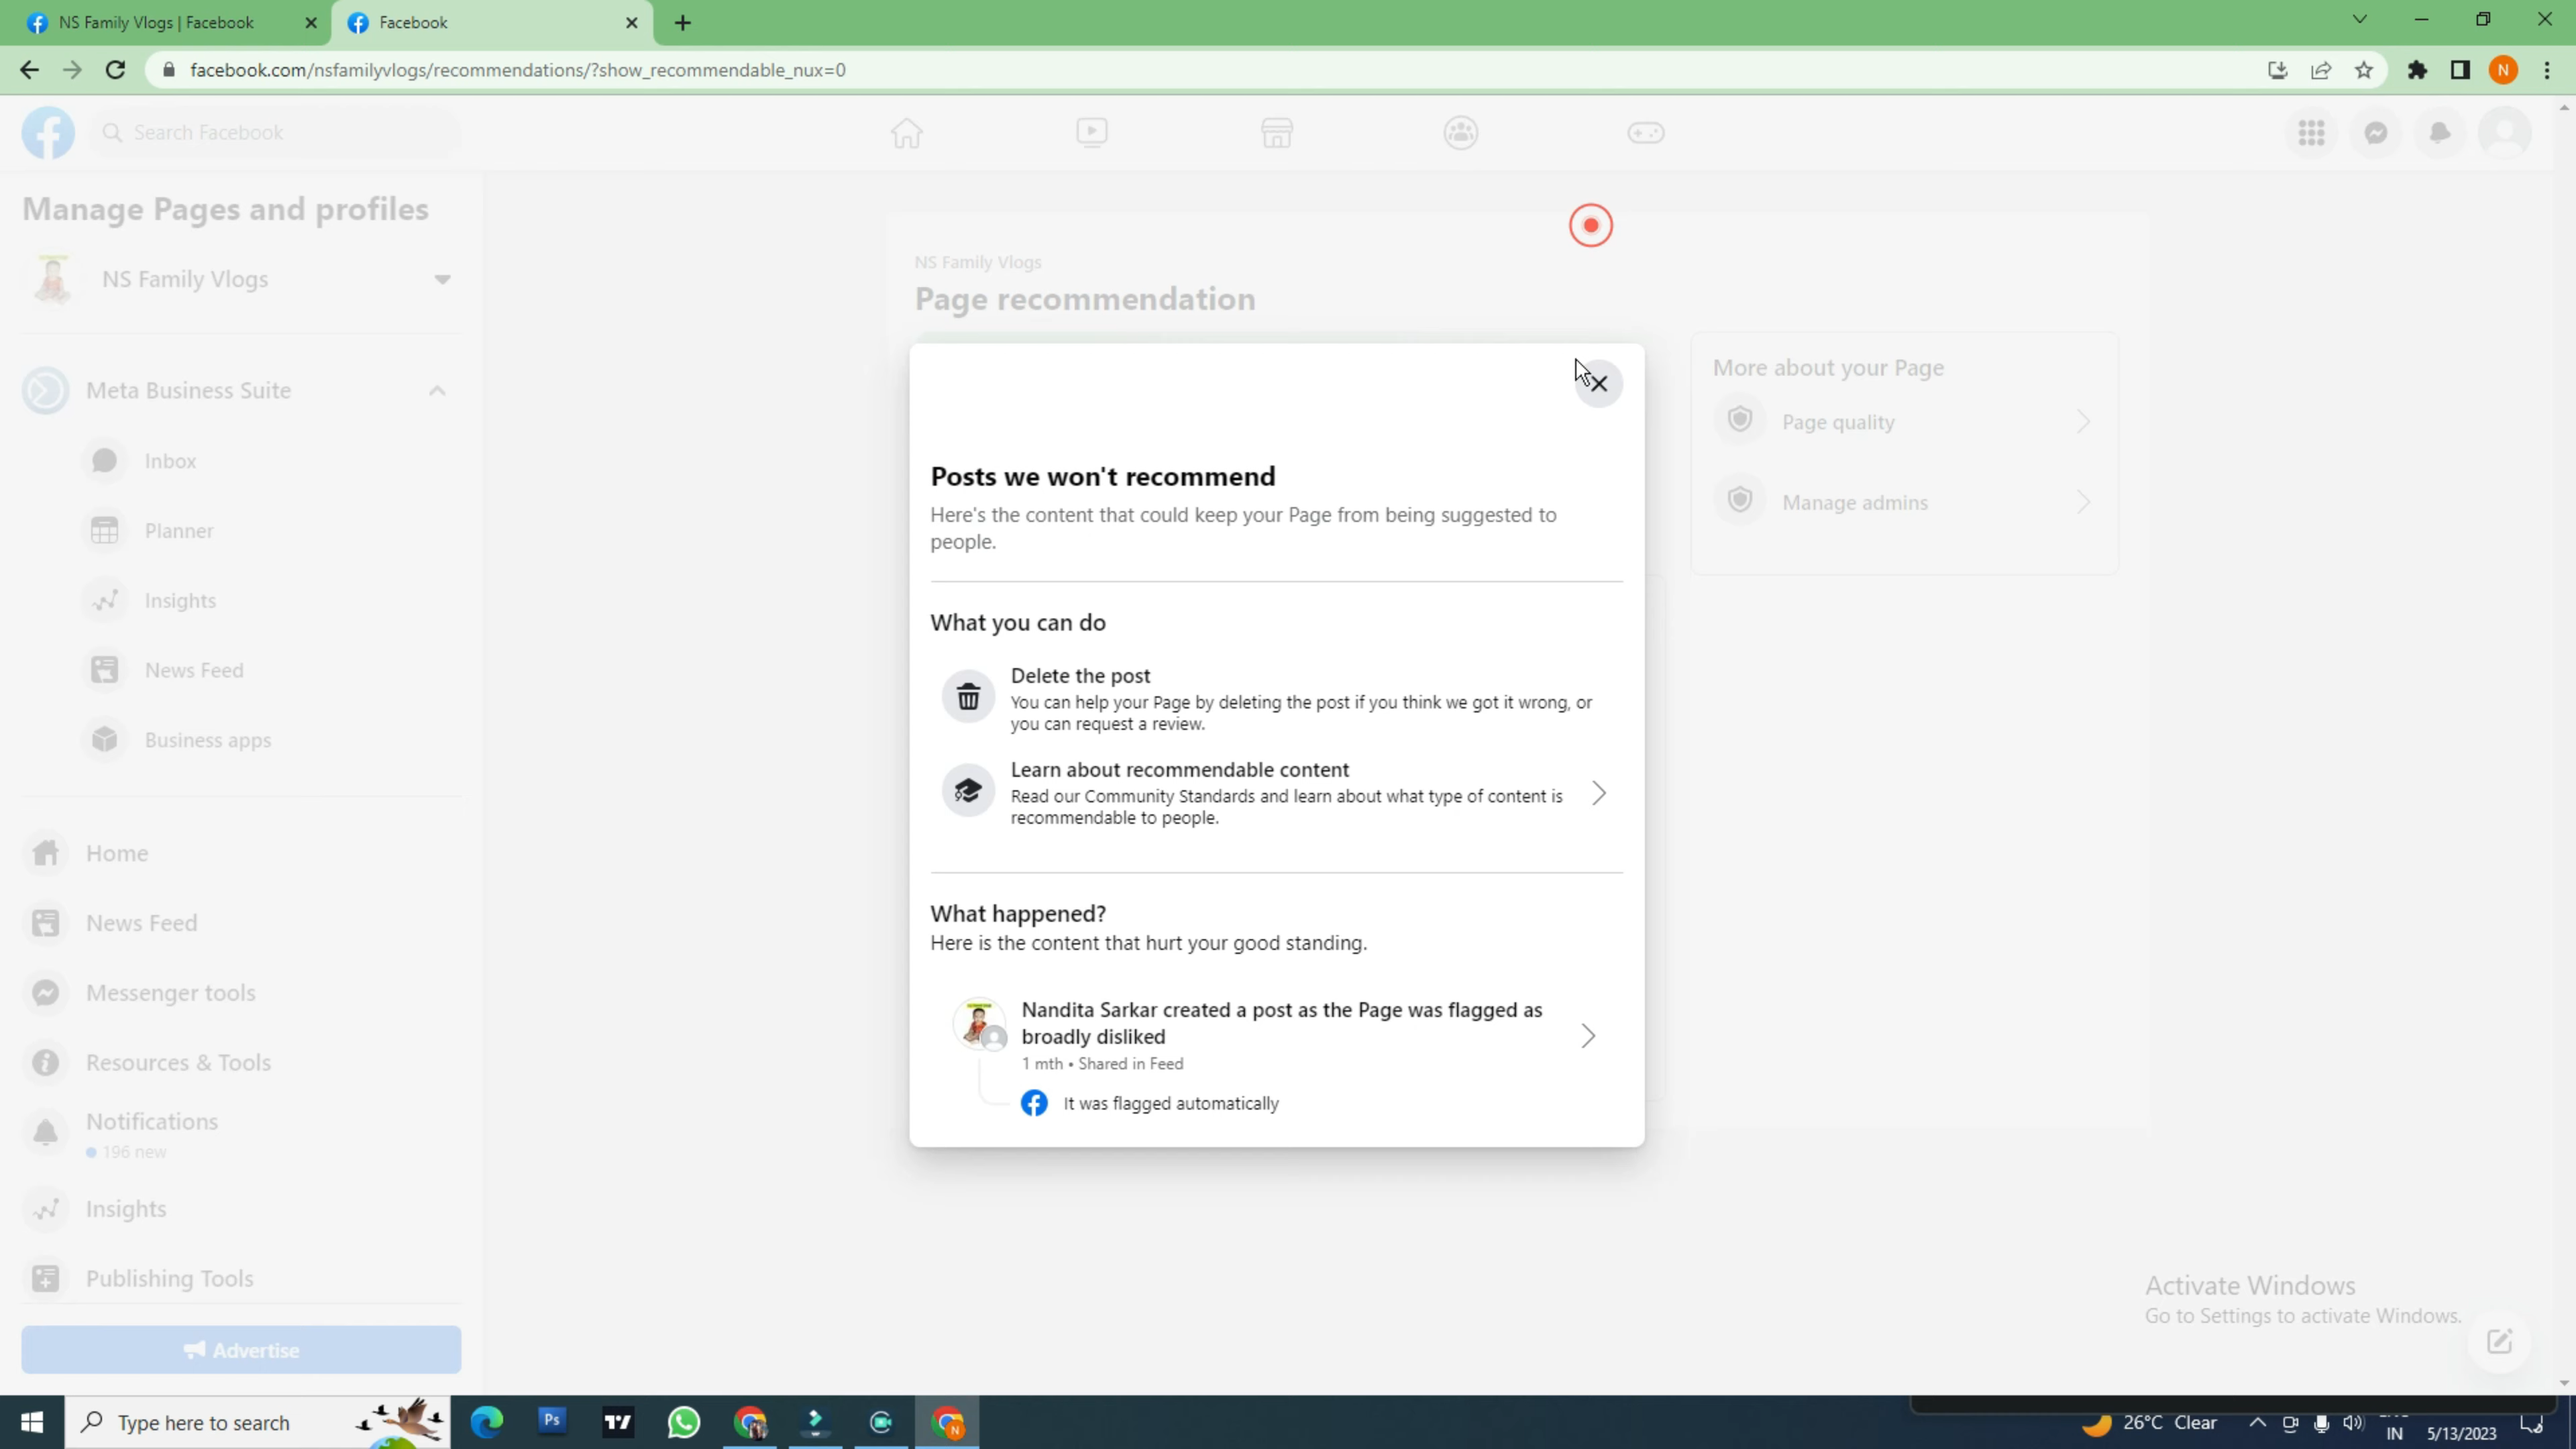 NS Family Vlogs | Facebook
Facebook
facebook.com/nsfamilyvlogs/recommendations/?show_recommendable_nux=0
N
Search Facebook
Manage Pages and profiles
NS Family Vlogs
Meta Business Suite
Inbox
Planner
Insights
News Feed
Business apps
Home
News Feed
Messenger tools
Resources & Tools
Notifications
196 new
Insights
Publishing Tools
Advertise
NS Family Vlogs
Page recommendation
More about your Page
Page quality
Manage admins
Posts we won't recommend
Here's the content that could keep your Page from being suggested to
people.
What you can do
Delete the post
You can help your Page by deleting the post if you think we got it wrong, or
you can request a review.
Learn about recommendable content
Read our Community Standards and learn about what type of content is
recommendable to people.
What happened?
Here is the content that hurt your good standing.
Nandita Sarkar created a post as the Page was flagged as
broadly disliked
1 mth • Shared in Feed
It was flagged automatically
Activate Windows
Go to Settings to activate Windows.
Type here to search
Ps
N
26°C Clear
IN
5/13/2023